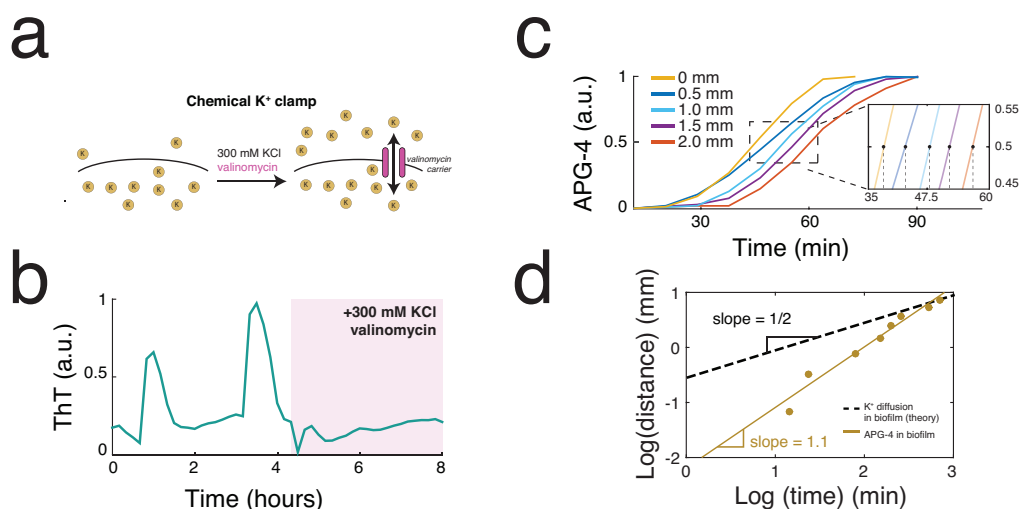 a
Chemical K⁺ clamp
K K K K K K K K K K
300 mM KCl
valinomycin
K K K K K K K K K K K K K K
valinomycin
carrier
b
ThT (a.u.)
1
0.5
0
+300 mM KCl
valinomycin
0 2 4 6 8
Time (hours)
c
APG-4 (a.u.)
1
0.5
0
0 mm
0.5 mm
1.0 mm
1.5 mm
2.0 mm
0.55
0.5
0.45
35 47.5 60
30 60 90
Time (min)
d
Log(distance) (mm)
1
0
-1
-2
slope = 1/2
slope = 1.1
K⁺ diffusion
in biofilm (theory)
APG-4 in biofilm
0 1 2 3
Log (time) (min)